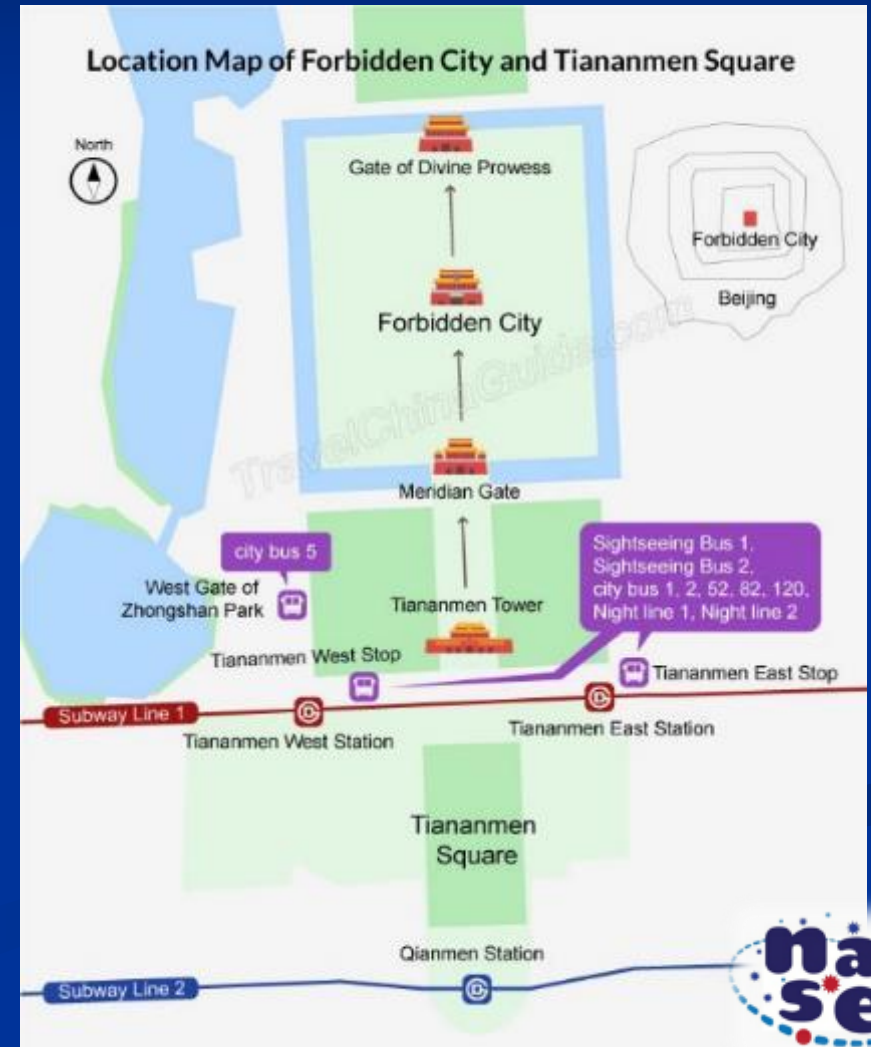 Location Map of Forbidden City and Tiananmen Square
North
Gate of Divine Prowess
Forbidden City
Beijing
Forbidden City
TravelChinaGuide.com
Meridian Gate
city bus 5
West Gate of
Zhongshan Park
Sightseeing Bus 1,
Sightseeing Bus 2,
city bus 1, 2, 52, 82, 120,
Night line 1, Night line 2
Tiananmen Tower
Tiananmen West Stop
Tiananmen East Stop
Subway Line 1
Tiananmen West Station
Tiananmen East Station
Tiananmen
Square
Qianmen Station
Subway Line 2
na
se